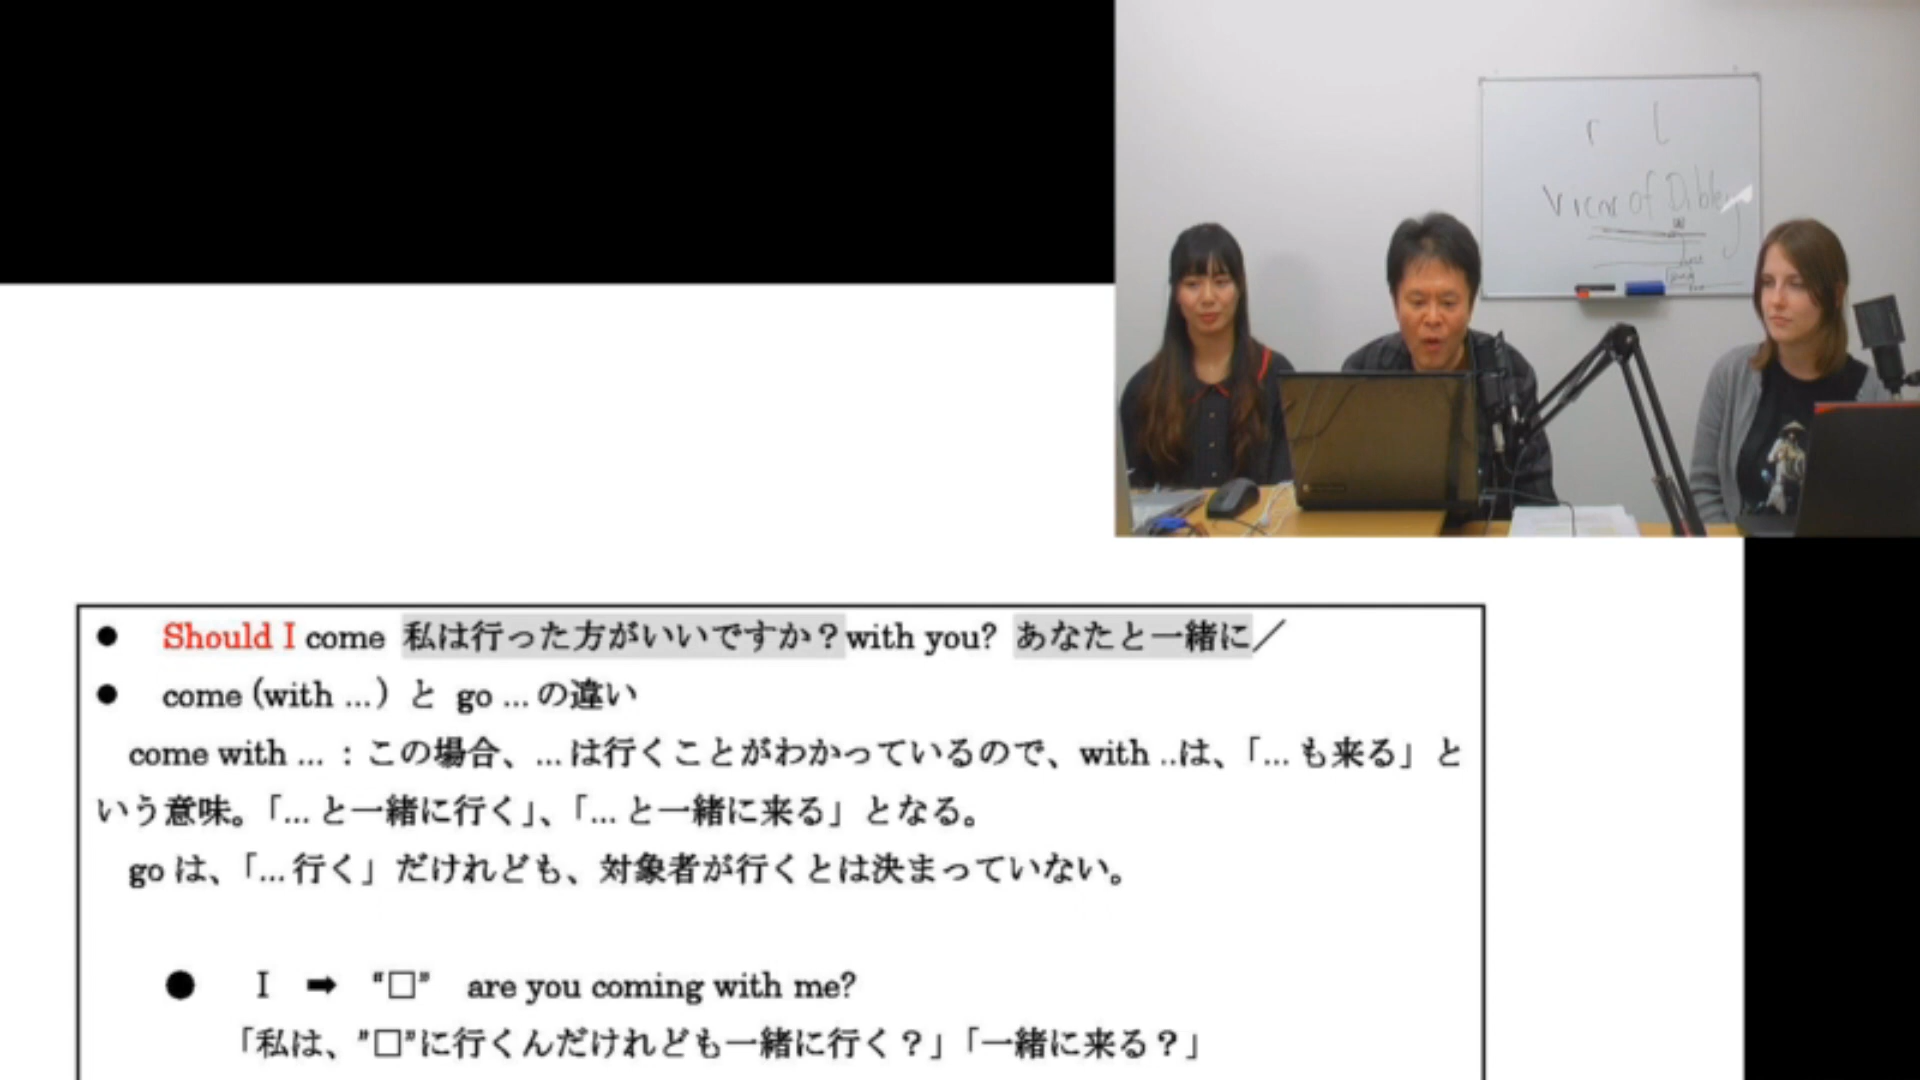 r l
Vicar of Dibley
● Should I come 私は行った方がいいですか？with you? あなたと一緒に／
● come (with ...) と go ... の違い
come with ... : この場合、... は行くことがわかっているので、with ..は、「... も来る」と
いう意味。「... と一緒に行く」、「... と一緒に来る」となる。
go は、「... 行く」だけれども、対象者が行くとは決まっていない。
● I ➡ “□” are you coming with me?
「私は、”□”に行くんだけれども一緒に行く？」「一緒に来る？」